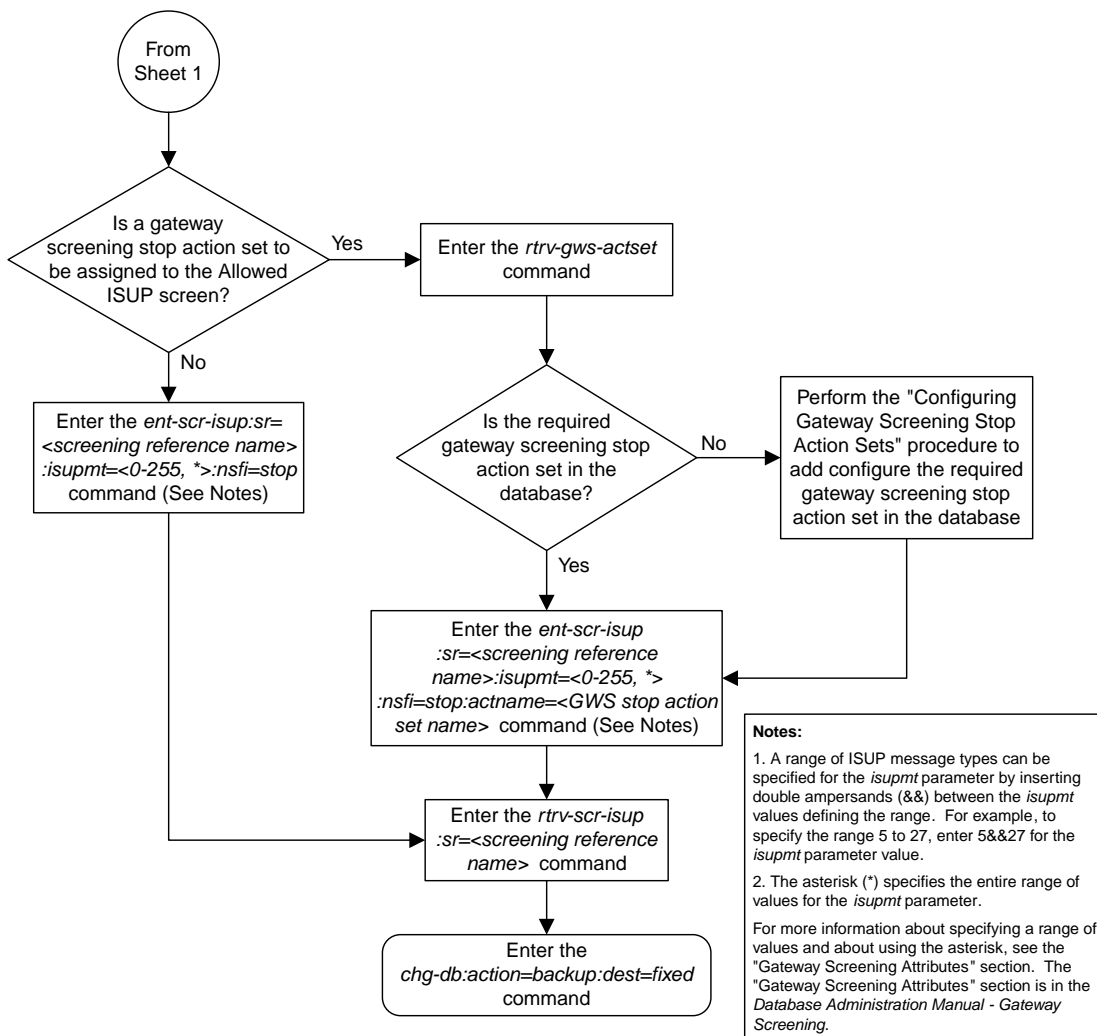 From
Sheet 1
Is a gateway
screening stop action set to
be assigned to the Allowed
ISUP screen?
Yes
Enter the rtrv-gws-actset
command
No
Enter the ent-scr-isup:sr=
<screening reference name>
:isupmt=<0-255, *>:nsfi=stop
command (See Notes)
Is the required
gateway screening stop
action set in the
database?
No
Perform the "Configuring
Gateway Screening Stop
Action Sets" procedure to
add configure the required
gateway screening stop
action set in the database
Yes
Enter the ent-scr-isup
:sr=<screening reference
name>:isupmt=<0-255, *>
:nsfi=stop:actname=<GWS stop action
set name> command (See Notes)
Enter the rtrv-scr-isup
:sr=<screening reference
name> command
Enter the
chg-db:action=backup:dest=fixed
command
Notes:
1. A range of ISUP message types can be
specified for the isupmt parameter by inserting
double ampersands (&&) between the isupmt
values defining the range. For example, to
specify the range 5 to 27, enter 5&&27 for the
isupmt parameter value.
2. The asterisk (*) specifies the entire range of
values for the isupmt parameter.
For more information about specifying a range of
values and about using the asterisk, see the
"Gateway Screening Attributes" section. The
"Gateway Screening Attributes" section is in the
Database Administration Manual - Gateway
Screening.